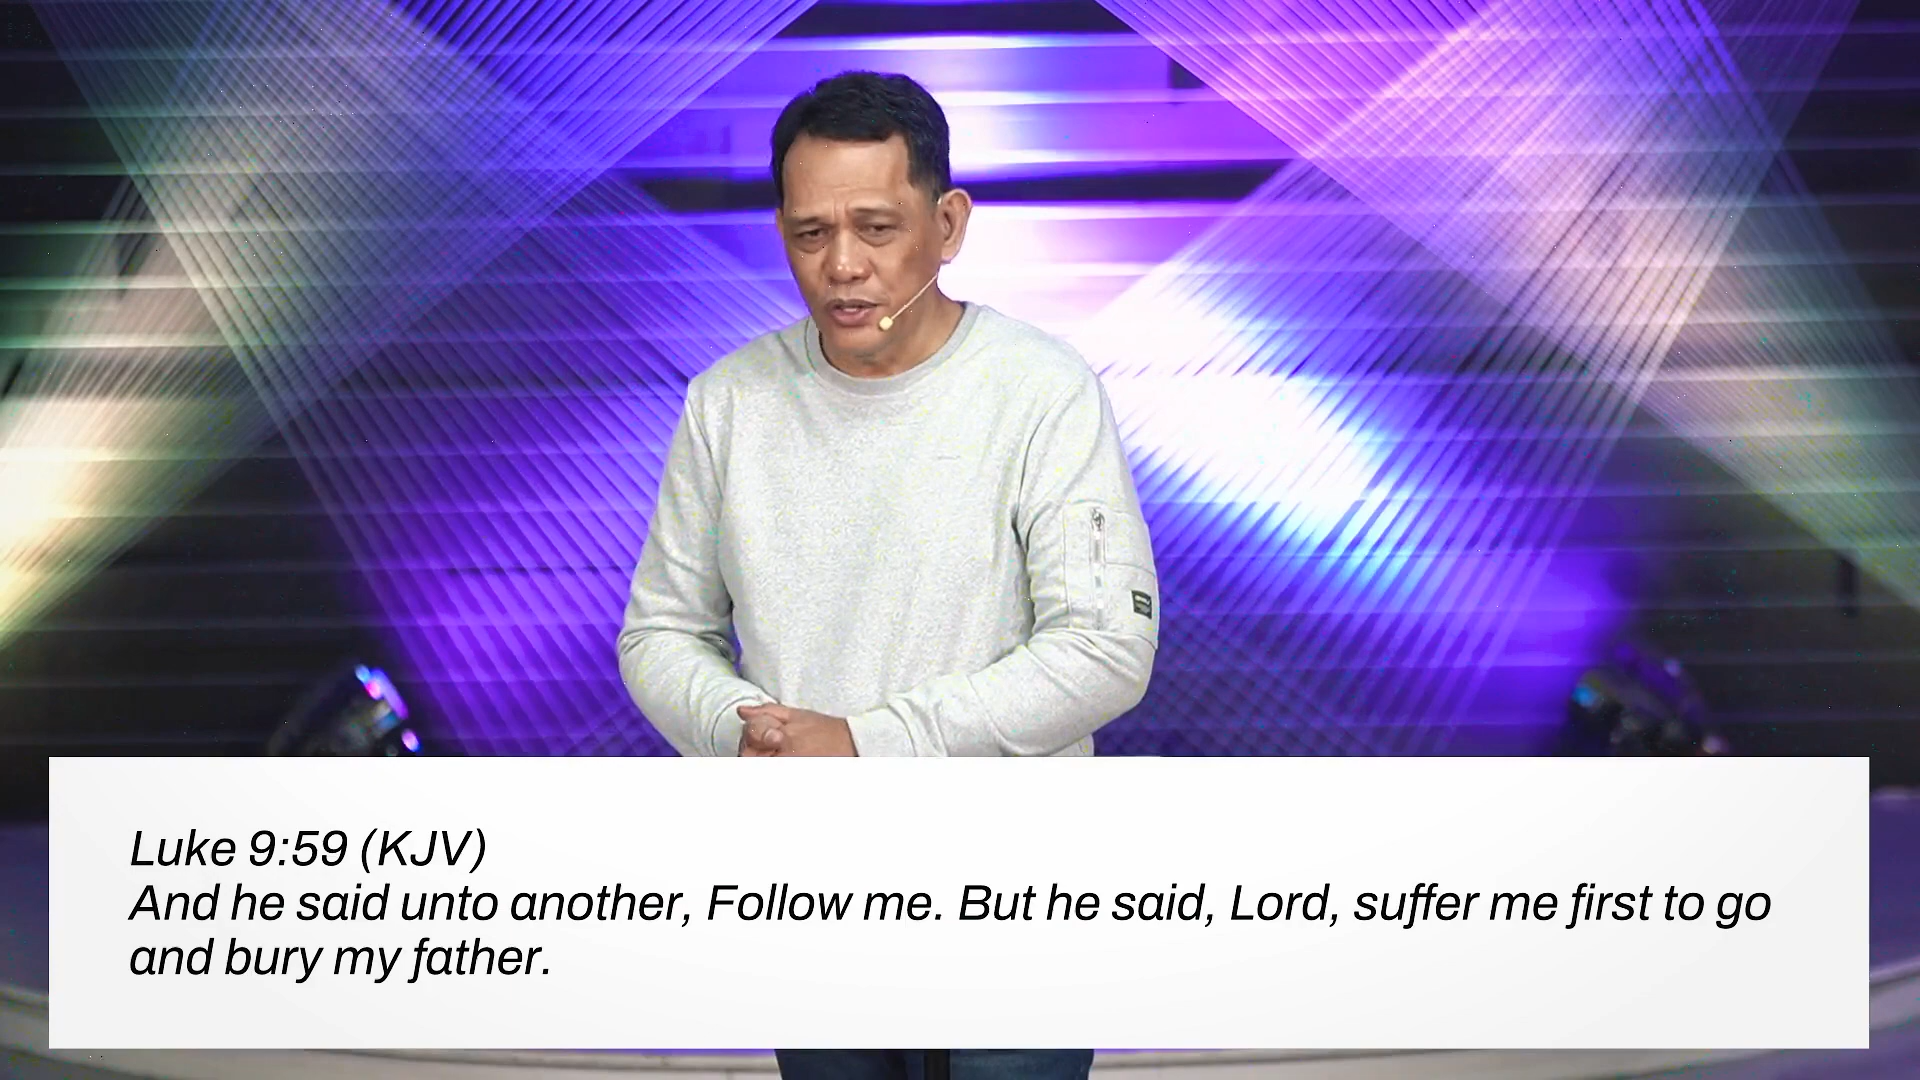 Luke 9:59 (KJV)
And he said unto another, Follow me. But he said, Lord, suffer me first to go
and bury my father.